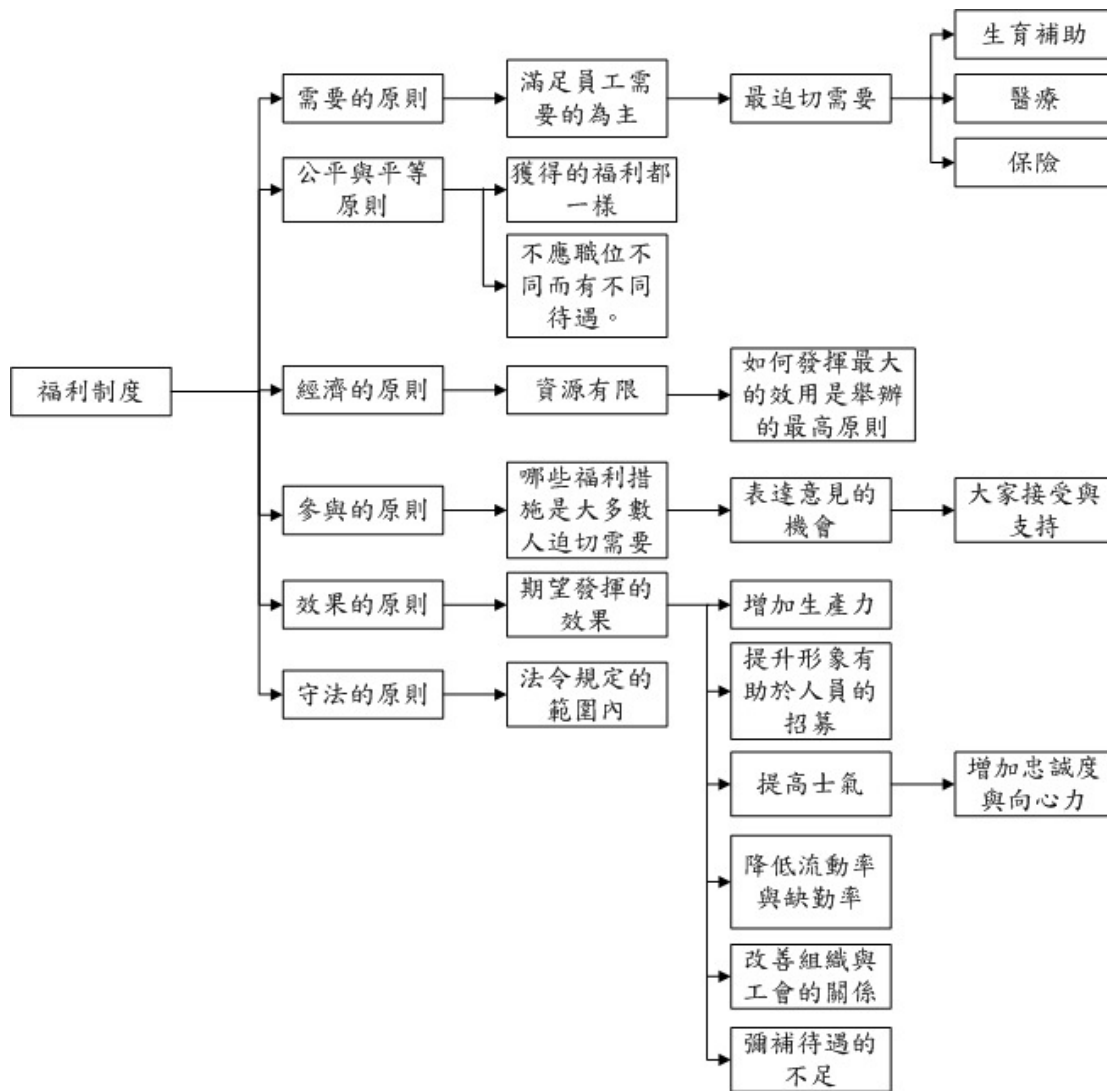 福利制度
需要的原則
滿足員工需
要的為主
最迫切需要
生育補助
醫療
保險
公平與平等
原則
獲得的福利都
一樣
不應職位不
同而有不同
待遇。
經濟的原則
資源有限
如何發揮最大
的效用是舉辦
的最高原則
參與的原則
哪些福利措
施是大多數
人迫切需要
表達意見的
機會
大家接受與
支持
效果的原則
期望發揮的
效果
增加生產力
提升形象有
助於人員的
招募
提高士氣
增加忠誠度
與向心力
降低流動率
與缺勤率
改善組織與
工會的關係
彌補待遇的
不足
守法的原則
法令規定的
範圍內